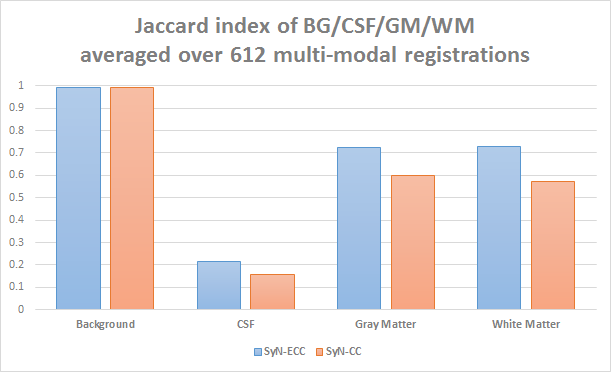 Jaccard index of BG/CSF/GM/WM
averaged over 612 multi-modal registrations
1
0.9
0.8
0.7
0.6
0.5
0.4
0.3
0.2
0.1
0
Background CSF Gray Matter White Matter
SyN-ECC SyN-CC